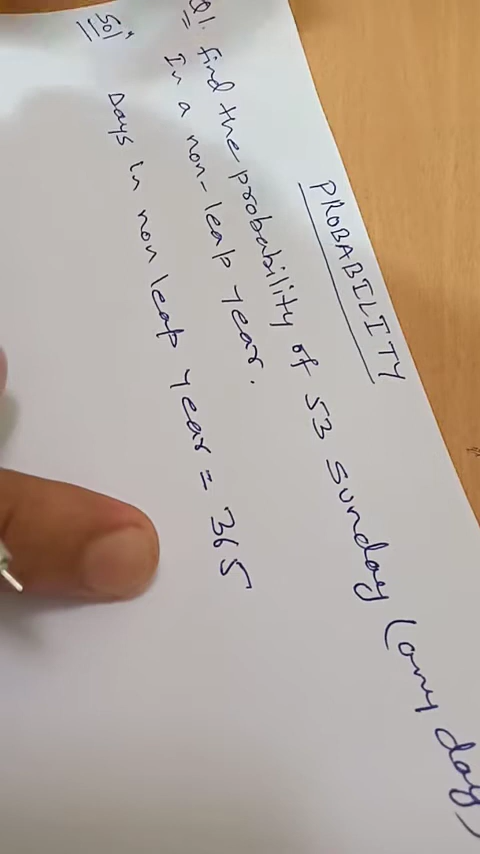 PROBABILITY
Q1. find the probability of 53 sunday (any day)
In a non-leap year.
Solⁿ Days in non leap year = 365